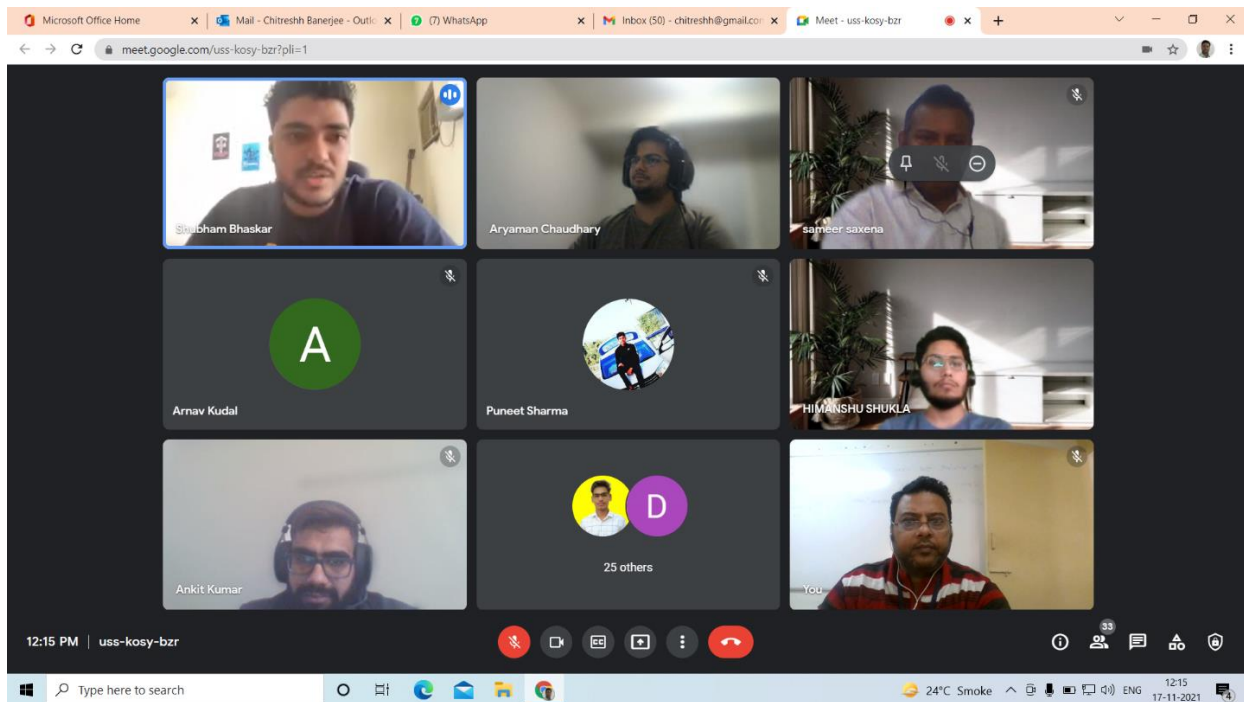 Microsoft Office Home
Mail - Chitreshh Banerjee - Outlo
(7) WhatsApp
Inbox (50) - chitreshh@gmail.con
Meet - uss-kosy-bzr
meet.google.com/uss-kosy-bzr?pli=1
Shubham Bhaskar
Aryaman Chaudhary
sameer saxena
A
Arnav Kudal
Puneet Sharma
HIMANSHU SHUKLA
Ankit Kumar
D
25 others
You
12:15 PM | uss-kosy-bzr
CC
33
Type here to search
24°C Smoke
ENG
12:15
17-11-2021
4